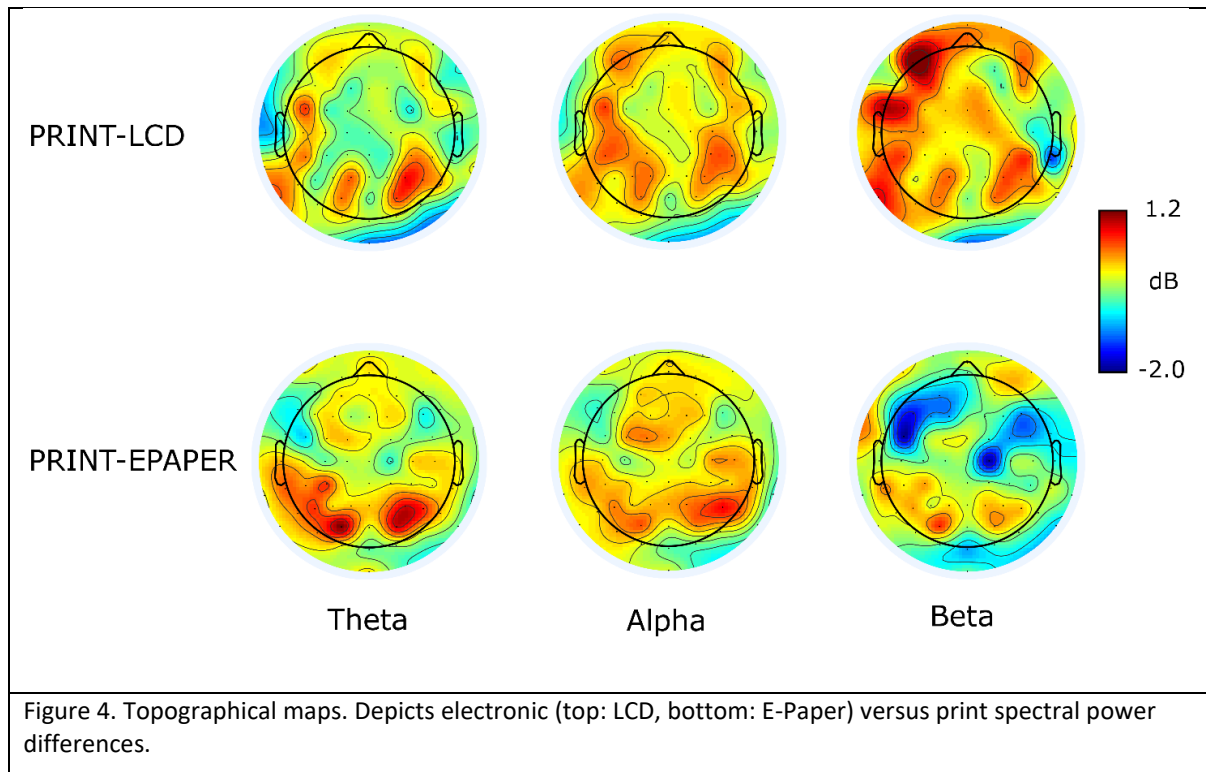 PRINT-LCD
1.2
dB
-2.0
PRINT-EPAPER
Theta
Alpha
Beta
Figure 4. Topographical maps. Depicts electronic (top: LCD, bottom: E-Paper) versus print spectral power
differences.